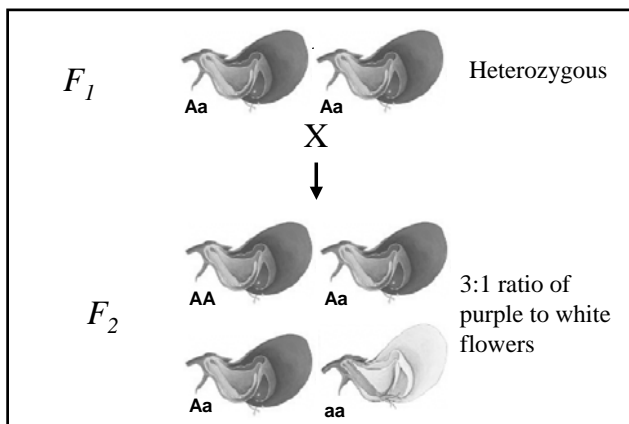 F1
Aa
Aa
Heterozygous
X
F2
AA
Aa
3:1 ratio of
purple to white
flowers
Aa
aa